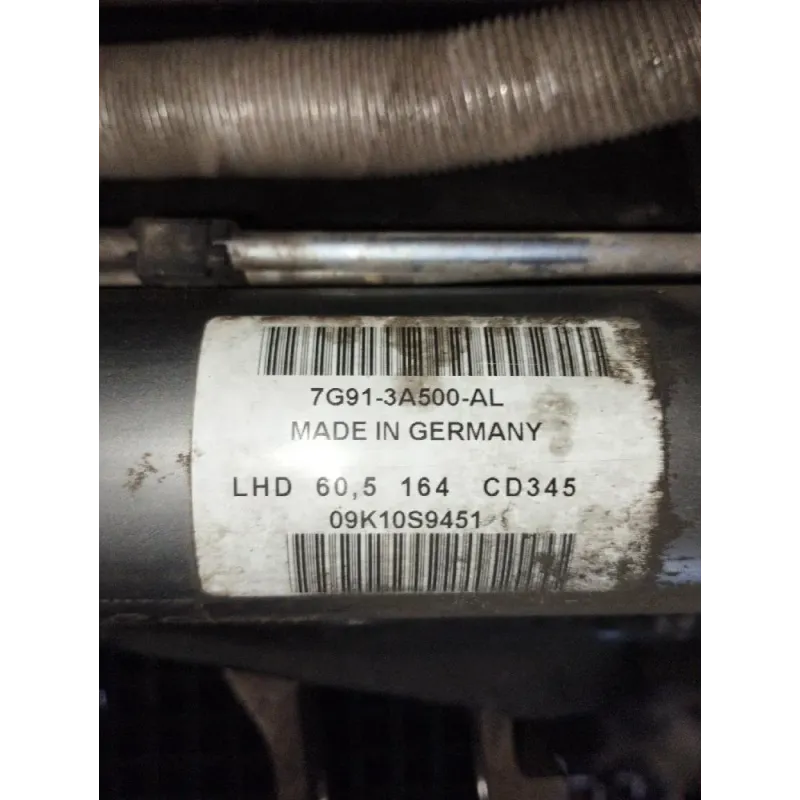 7G91-3A500-AL
MADE IN GERMANY
LHD 60,5 164 CD345
09K10S9451